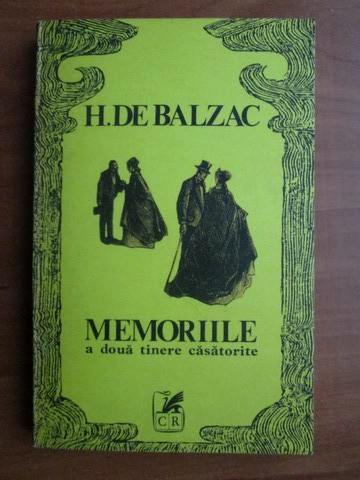 H. DE BALZAC
MEMORIILE
a două tinere căsătorite
CR